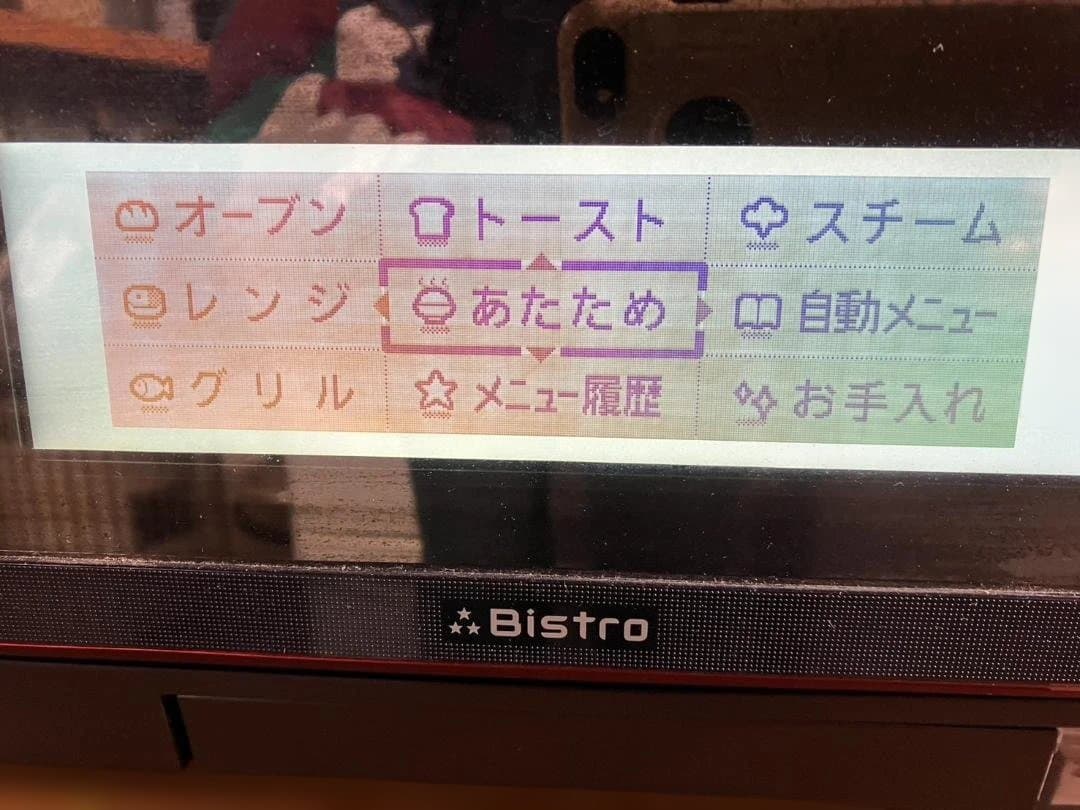 オーブン トースト スチーム
レンジ あたため 自動メニュー
グリル メニュー履歴 お手入れ
Bistro